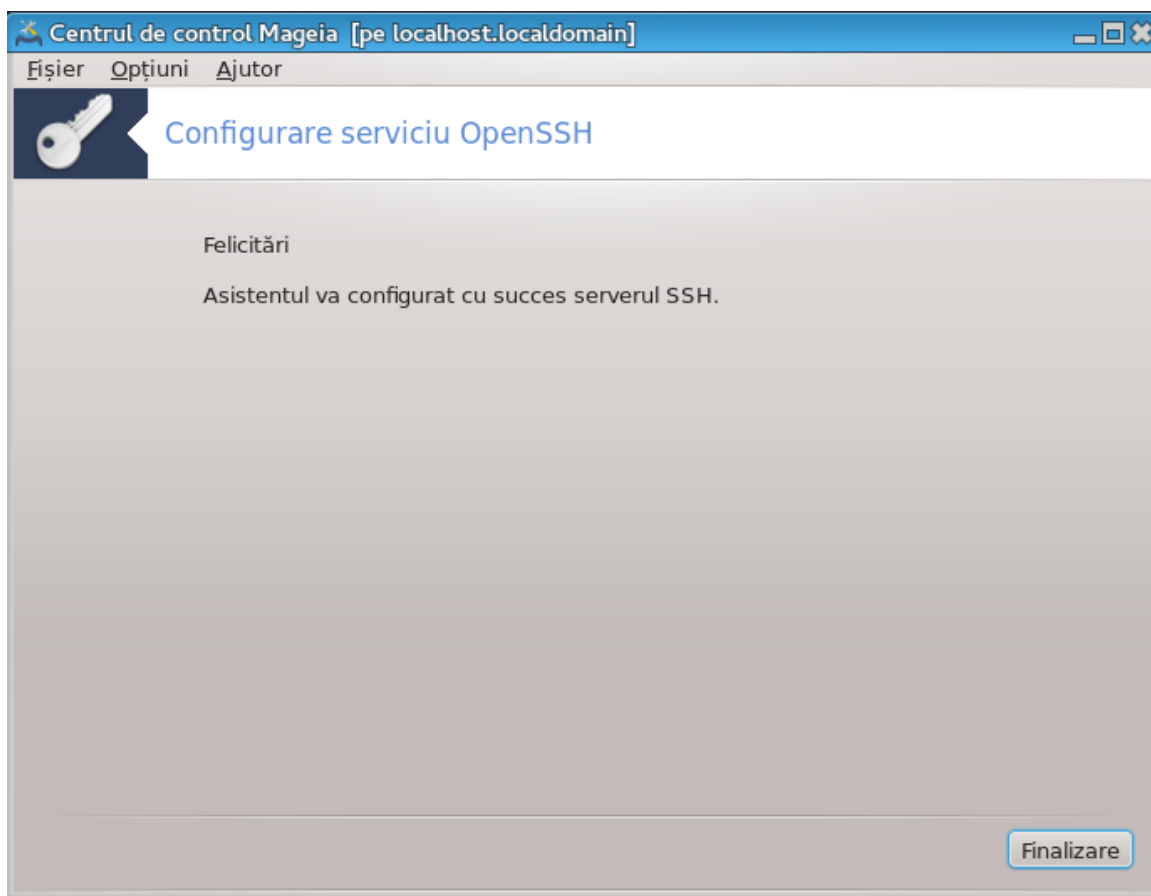 Centrul de control Mageia [pe localhost.localdomain]
Fișier Opțiuni Ajutor
Configurare serviciu OpenSSH
Felicitări
Asistentul va configurat cu succes serverul SSH.
Finalizare